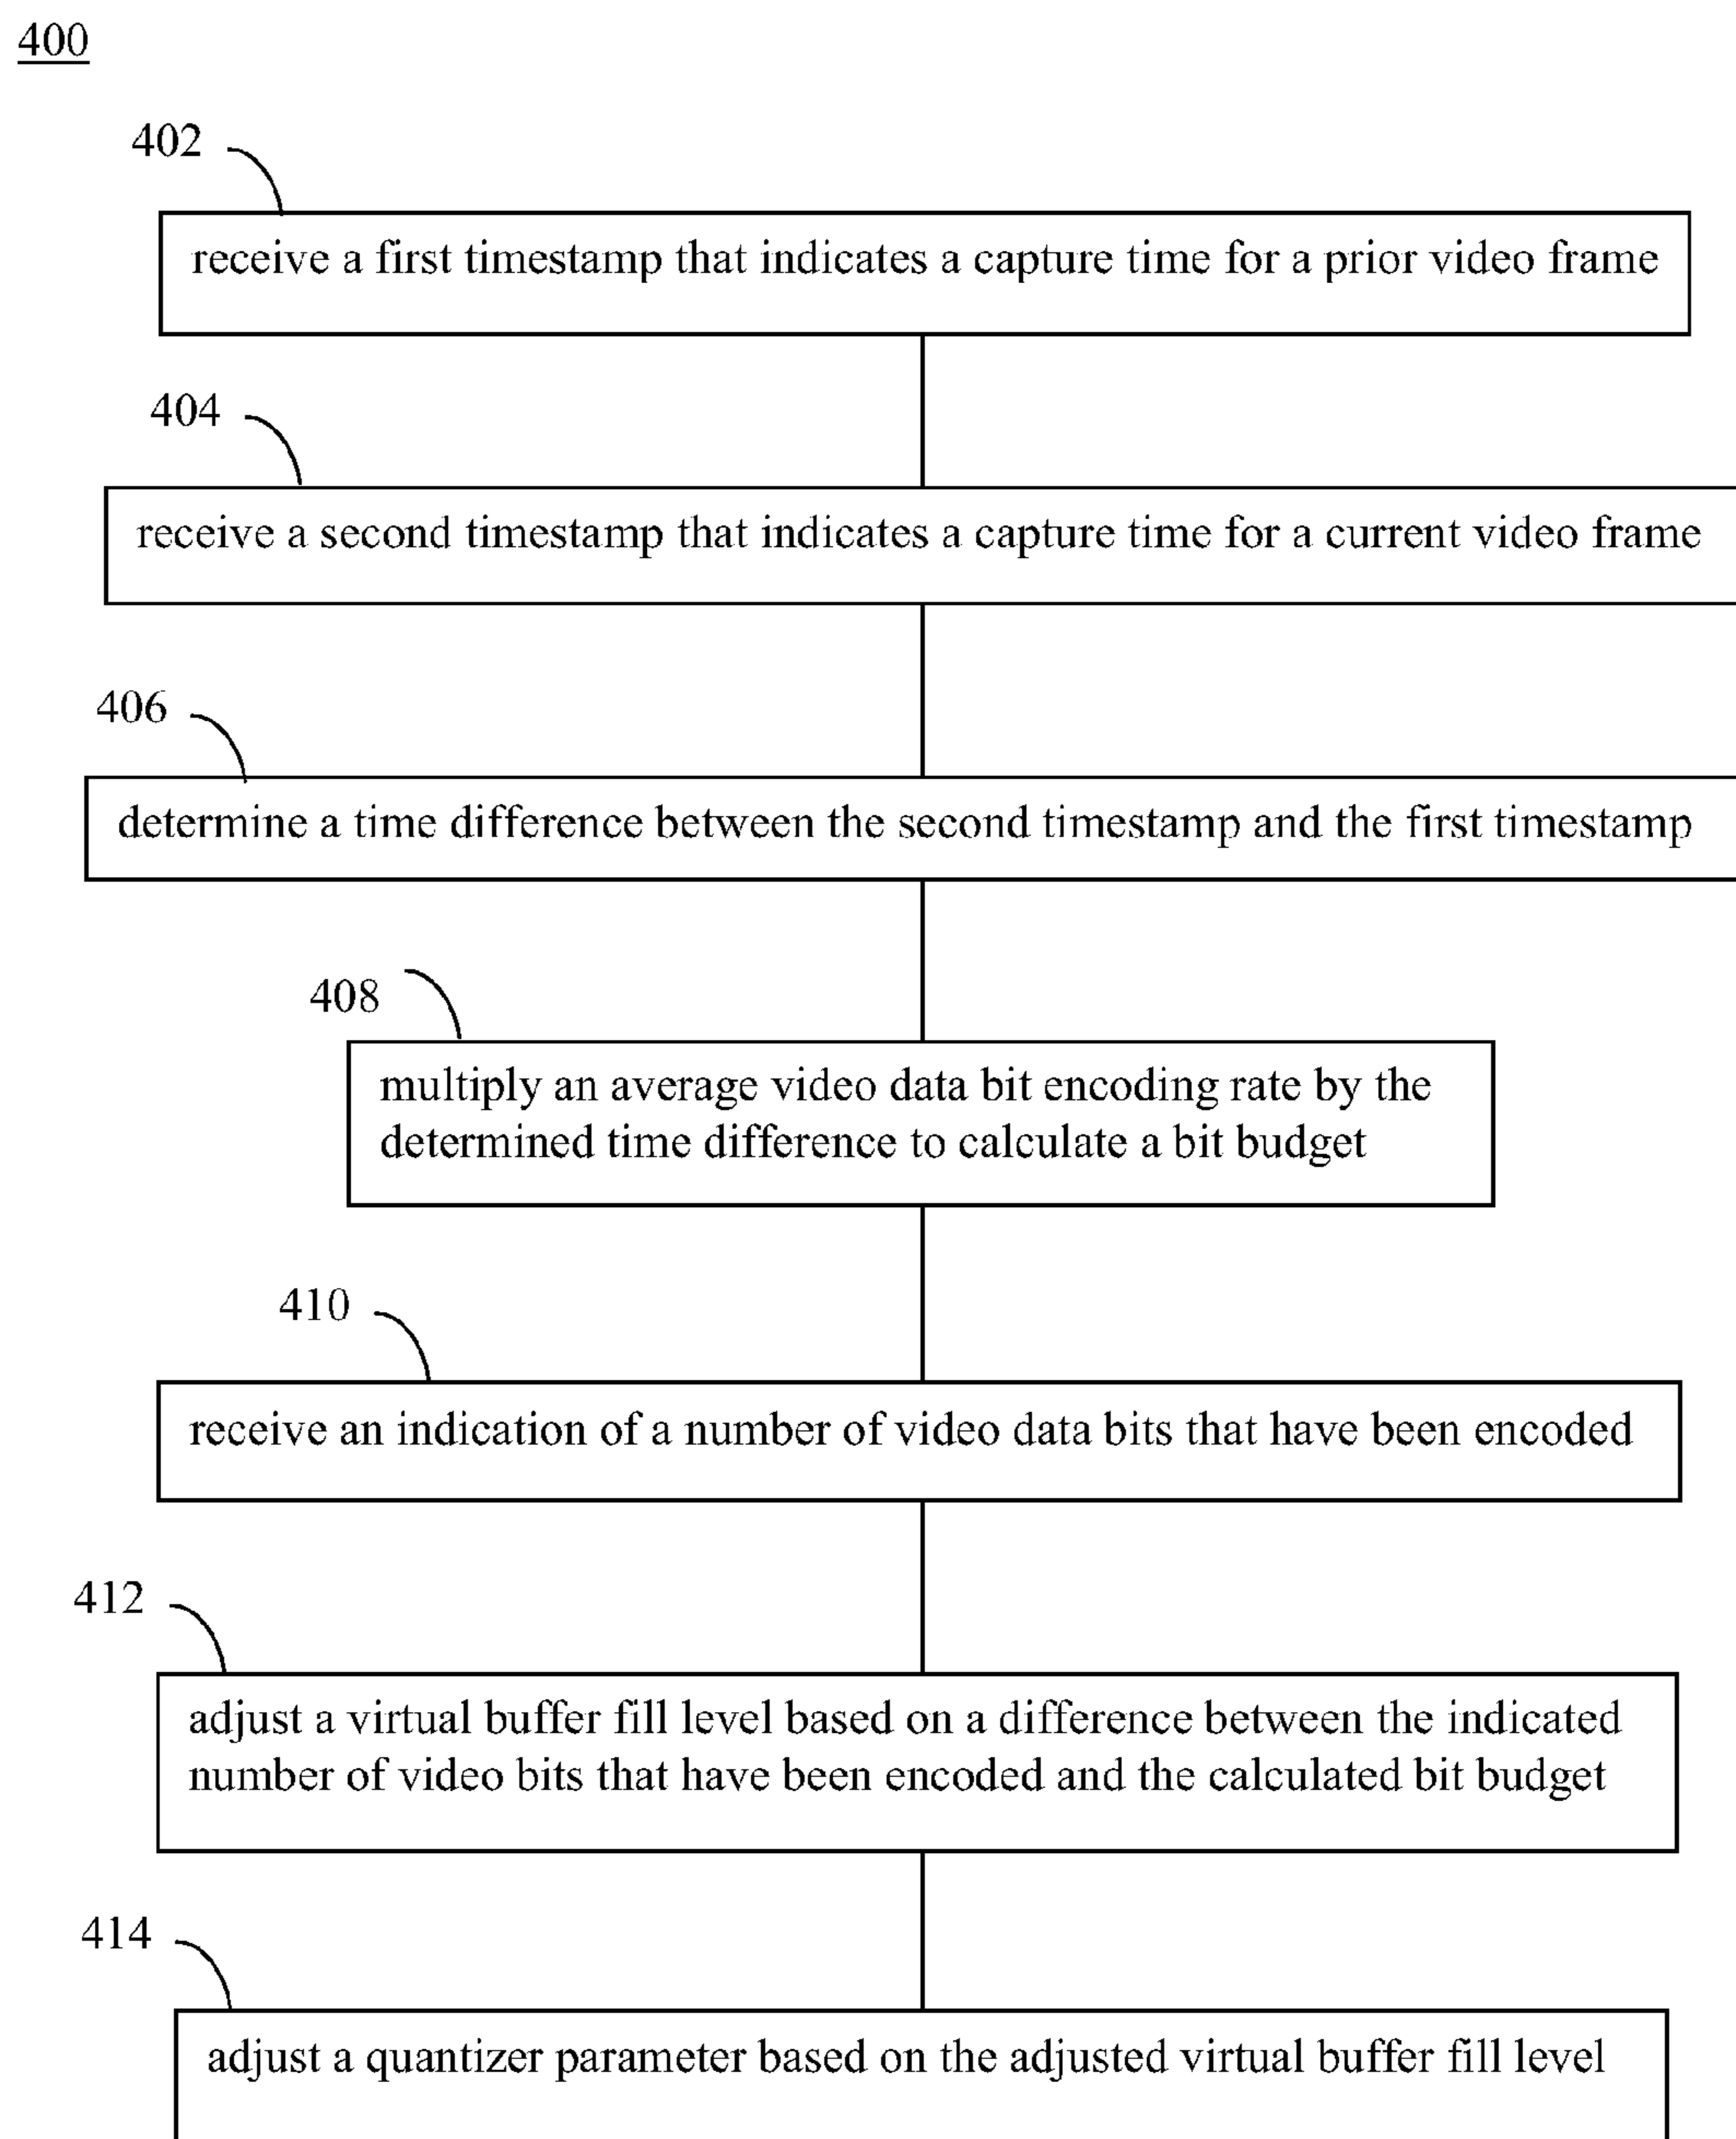 400
402
receive a first timestamp that indicates a capture time for a prior video frame
404
receive a second timestamp that indicates a capture time for a current video frame
406
determine a time difference between the second timestamp and the first timestamp
408
multiply an average video data bit encoding rate by the
determined time difference to calculate a bit budget
410
receive an indication of a number of video data bits that have been encoded
412
adjust a virtual buffer fill level based on a difference between the indicated
number of video bits that have been encoded and the calculated bit budget
414
adjust a quantizer parameter based on the adjusted virtual buffer fill level